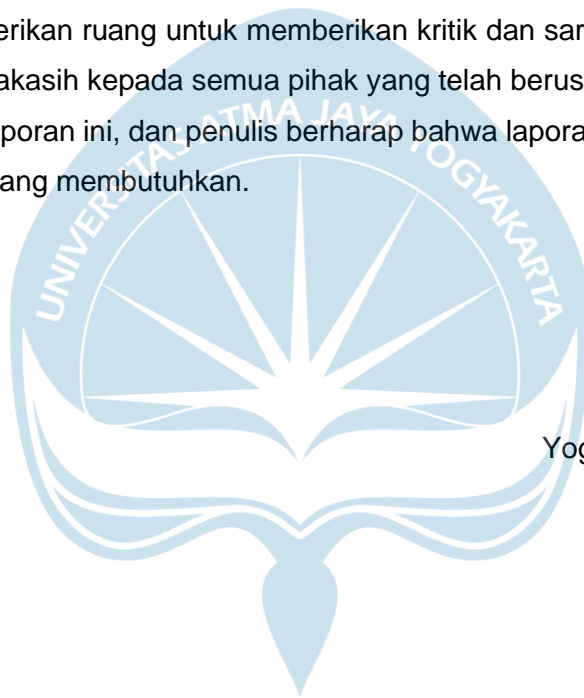 erikan ruang untuk memberikan kritik dan sar
akasih kepada semua pihak yang telah berus
poran ini, dan penulis berharap bahwa lapora
ang membutuhkan.
UNIVERSITAS ATMA JAYA YOGYAKARTA
Yog